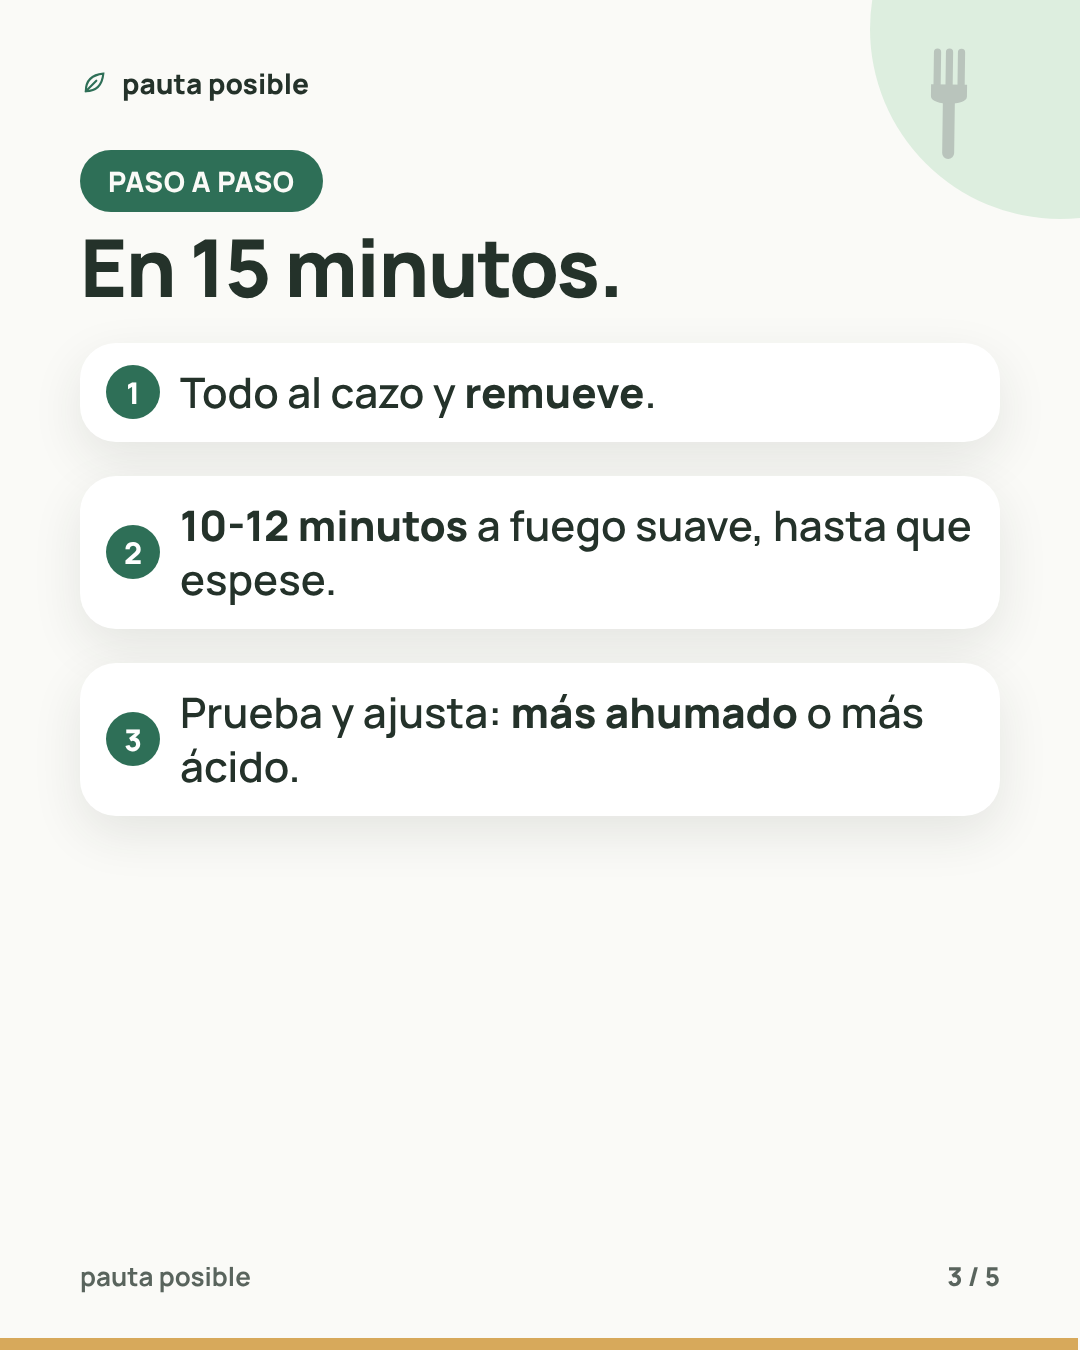 pauta posible
PASO A PASO
En 15 minutos.
1 Todo al cazo y remueve.
2 10-12 minutos a fuego suave, hasta que
espese.
3 Prueba y ajusta: más ahumado o más
ácido.
pauta posible
3 / 5